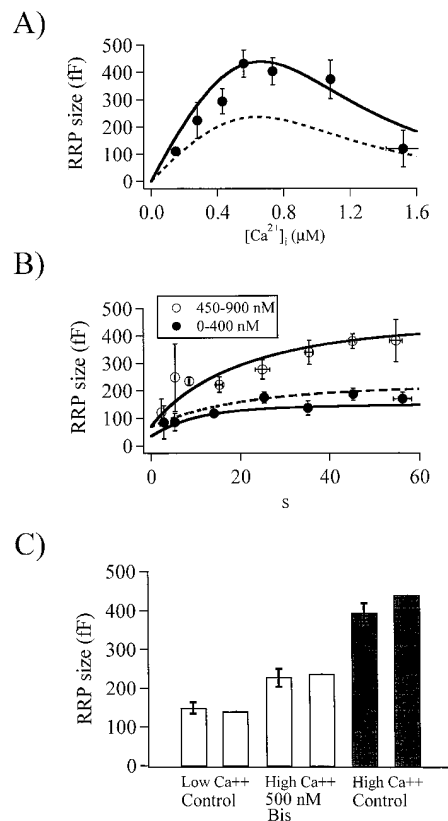 A)
RRP size (fF)
500
400
300
200
100
0
0.0 0.4 0.8 1.2 1.6
[Ca2+]i (μM)
B)
RRP size (fF)
500
400
300
200
100
0
450-900 nM
0-400 nM
0 20 40 60
s
C)
RRP size (fF)
500
400
300
200
100
0
Low Ca++ High Ca++ High Ca++
Control 500 nM Control
Bis